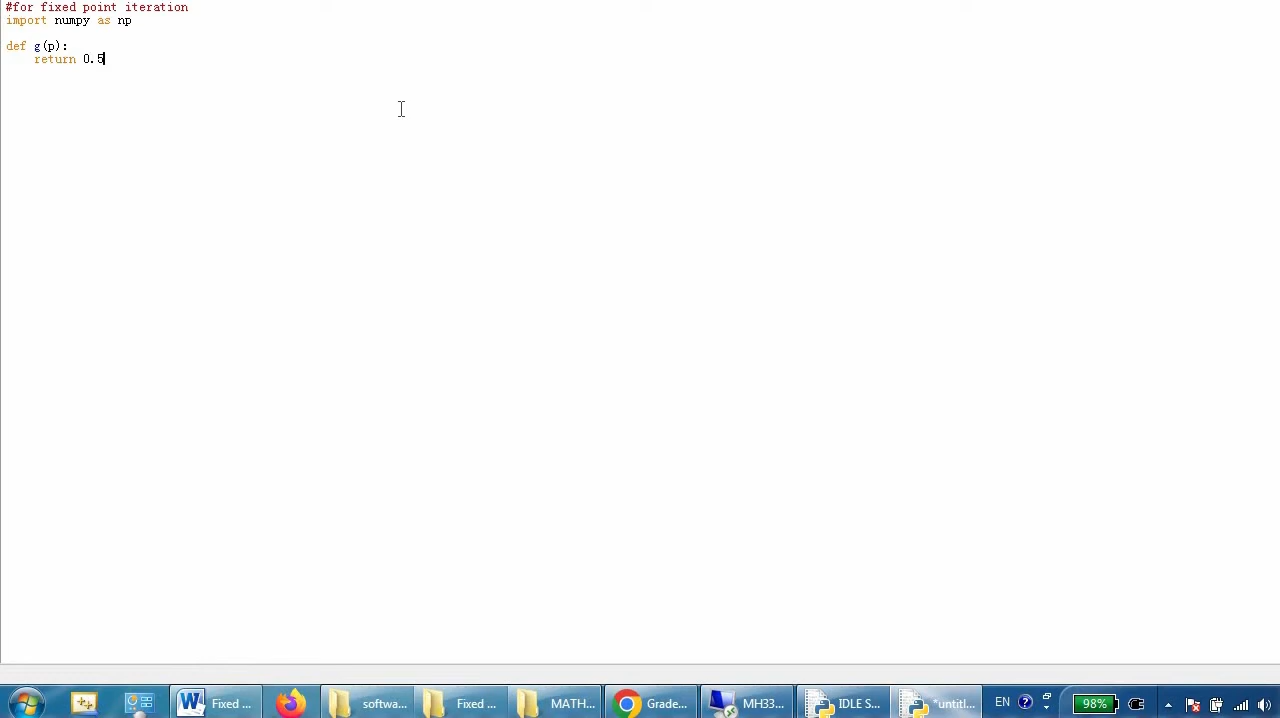 #for fixed point iteration
import numpy as np
def g(p):
    return 0.5
Fixed ...
softwa...
Fixed ...
MATH...
Grade...
MH33...
IDLE S...
*untitl...
EN
98%